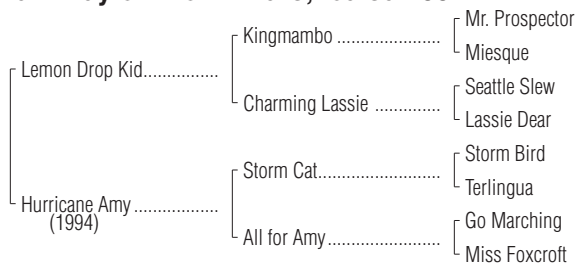 Mr. Prospector
Kingmambo ....................
Miesque
Lemon Drop Kid...............
Seattle Slew
Charming Lassie .............
Lassie Dear
Storm Bird
Storm Cat.......................
Terlingua
Hurricane Amy .................
(1994)
Go Marching
All for Amy ......................
Miss Foxcroft